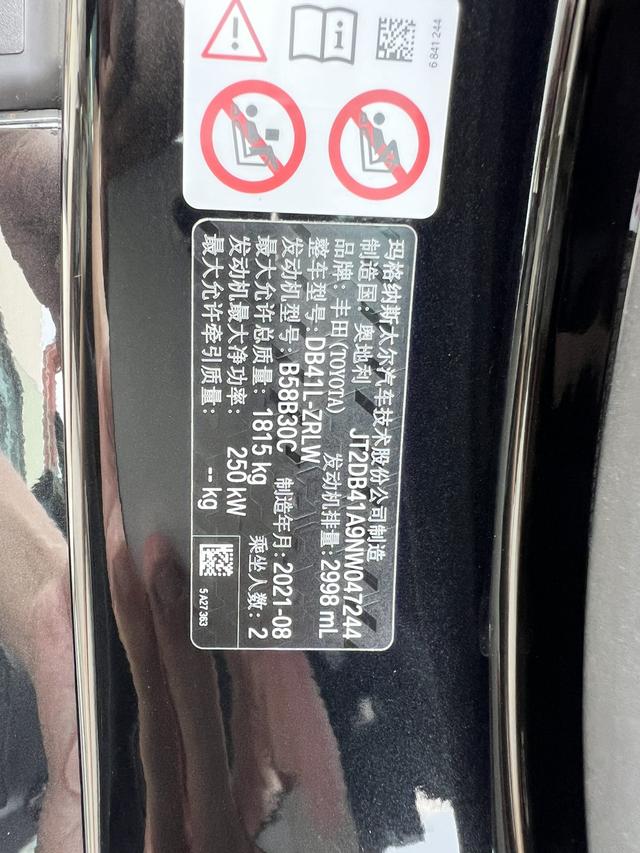 6841244
玛格纳斯太尔汽车技术股份公司制造
制造国: 奥地利 JT2DB41A9NW047244
品牌: 丰田(TOYOTA) 发动机排量: 2998 mL
整车型号: DB41L-ZRLW
发动机型号: B58B30C 制造年月: 2021-08
最大允许总质量: 1815 kg 乘坐人数: 2
发动机最大净功率: 250 kW
最大允许牵引质量: -- kg
5A27363